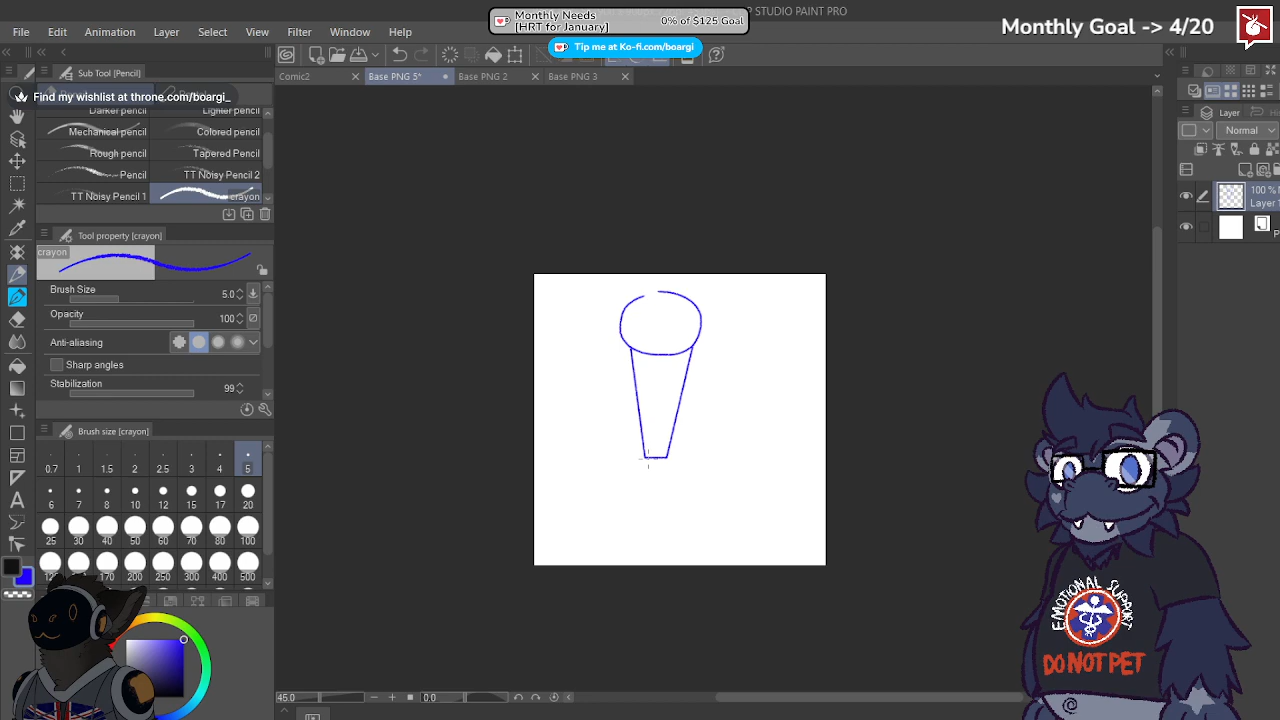 Monthly Needs
[HRT for January]
0% of $125 Goal
CLIP STUDIO PAINT PRO
Monthly Goal -> 4/20
File Edit Animation Layer Select View Filter Window Help
Tip me at Ko-fi.com/boargi
Sub Tool [Pencil]
Comic2
Base PNG 5*
Base PNG 2
Base PNG 3
Find my wishlist at throne.com/boargi_
Darker pencil
Lighter pencil
Mechanical pencil
Colored pencil
Rough pencil
Tapered Pencil
Pencil
TT Noisy Pencil 2
TT Noisy Pencil 1
crayon
Layer
Normal
100 %
Layer 1
Tool property [crayon]
crayon
Brush Size 5.0
Opacity 100
Anti-aliasing
Sharp angles
Stabilization 99
Brush size [crayon]
0.7 1 1.5 2 2.5 3 4 5
6 7 8 10 12 15 17 20
25 30 40 50 60 70 80 100
170 200 250 300 400 500
45.0
0.0
EMOTIONAL SUPPORT
DO NOT PET